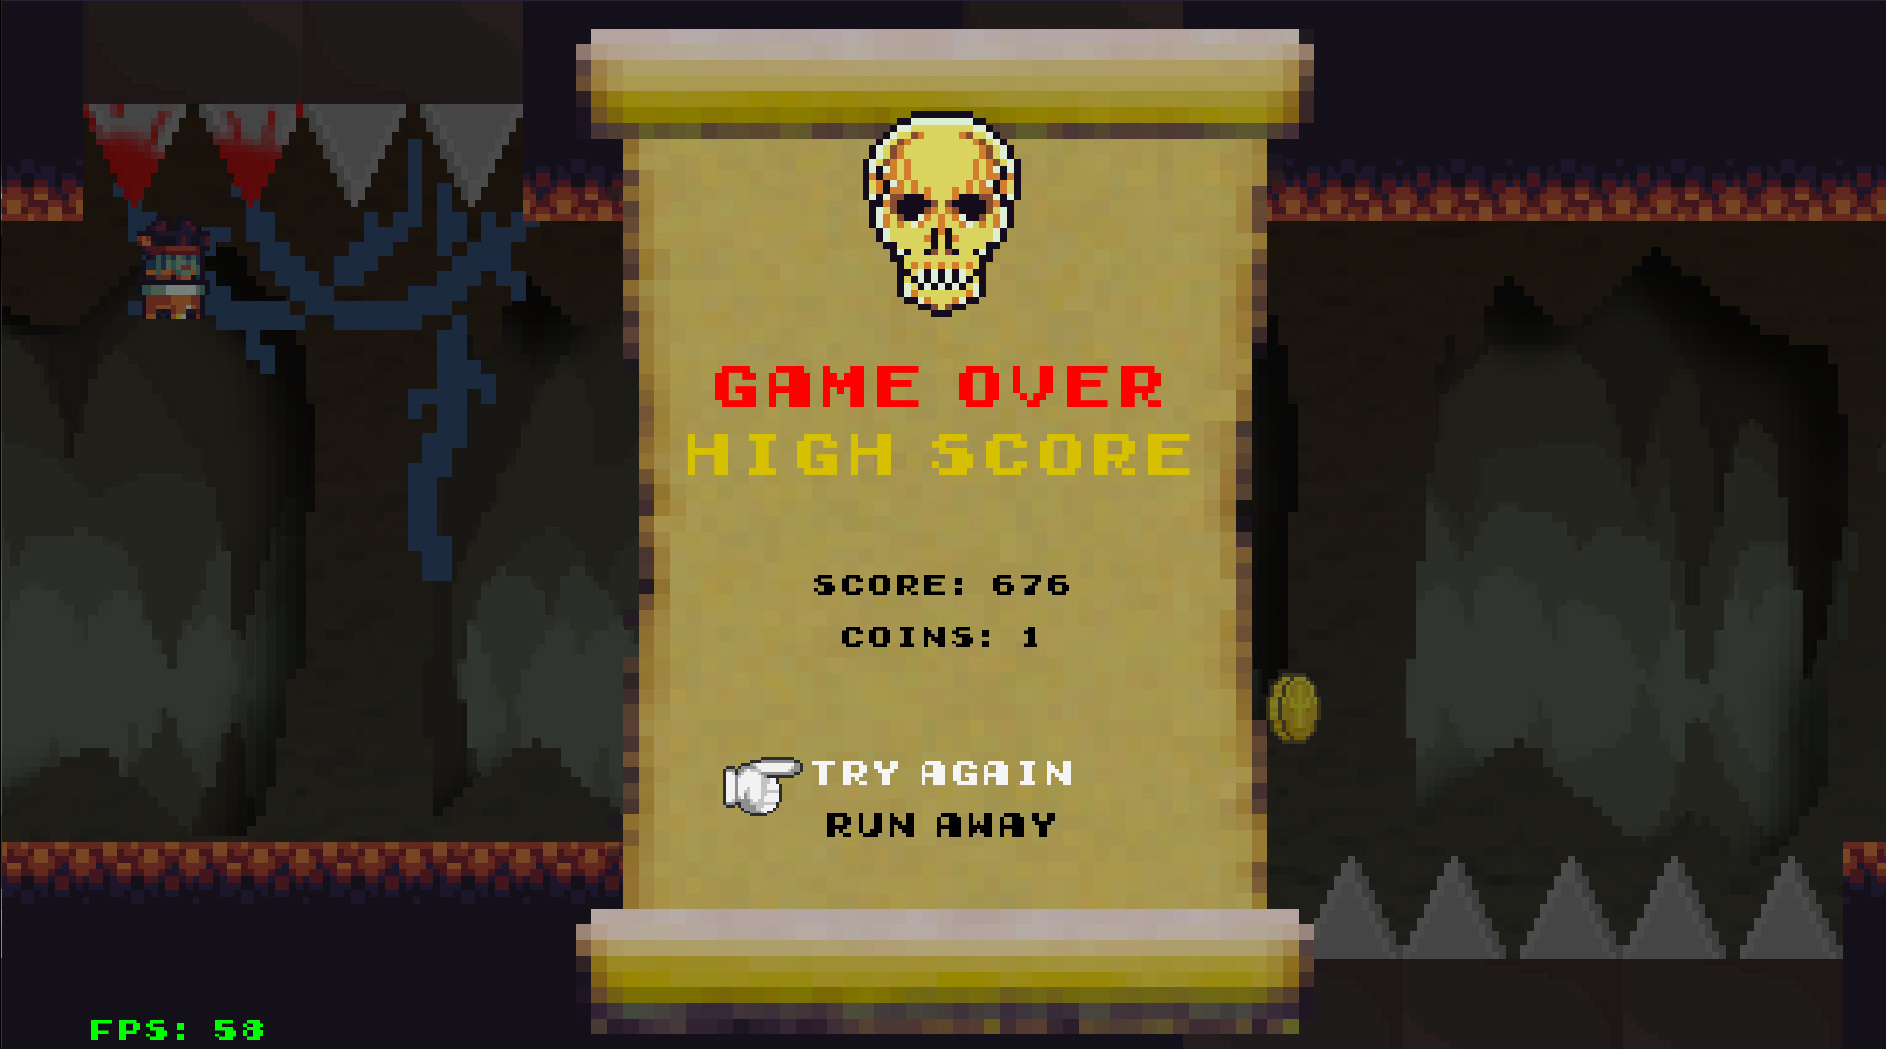 GAME OVER
HIGH SCORE
SCORE: 676
COINS: 1
TRY AGAIN
RUN AWAY
FPS: 58